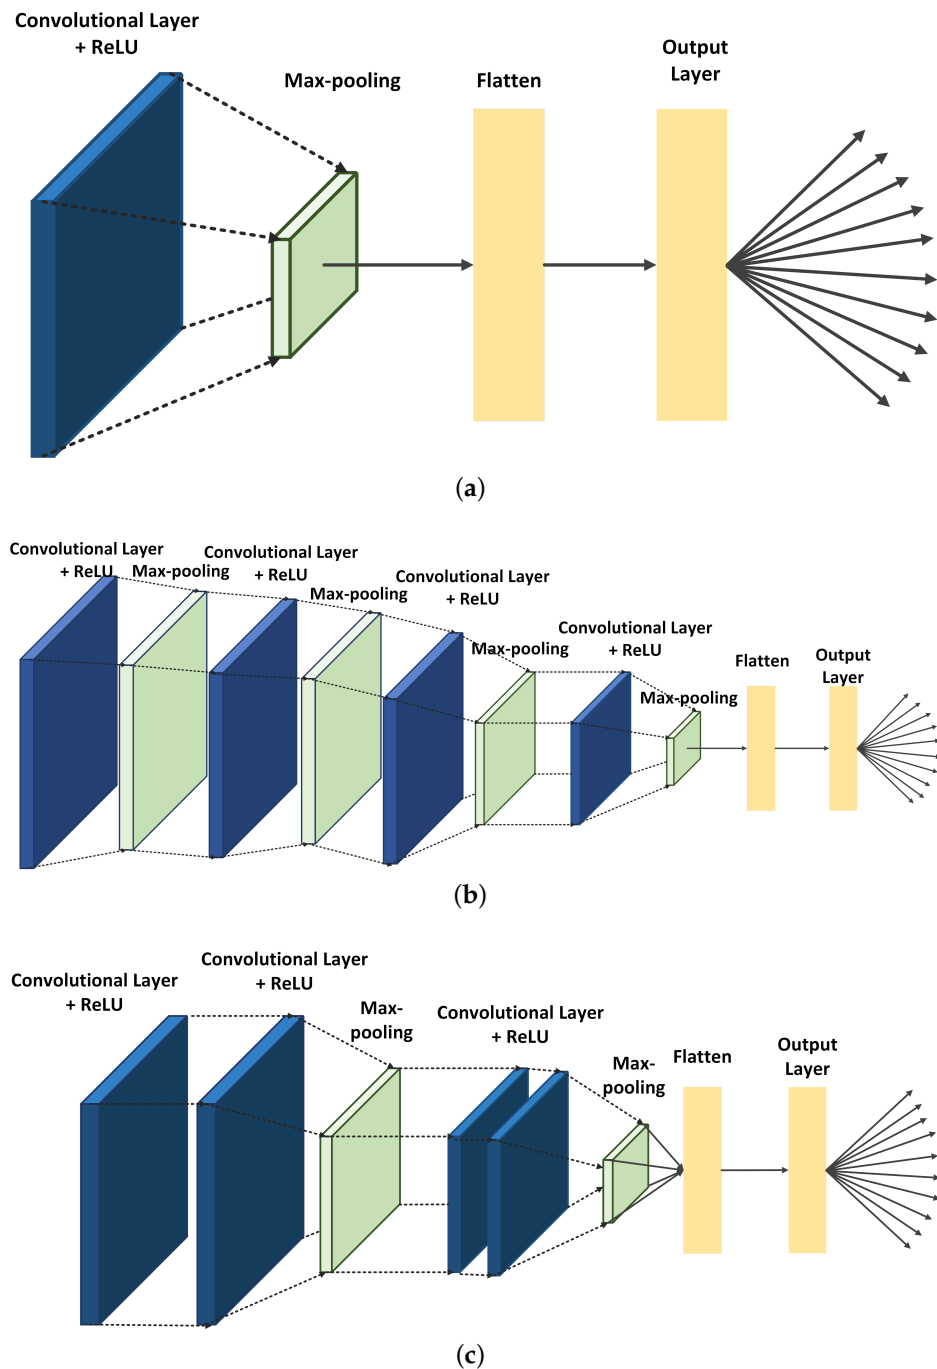 Convolutional Layer
+ ReLU
Max-pooling
Flatten
Output
Layer
(a)
Convolutional Layer
+ ReLU
Max-pooling
Convolutional Layer
+ ReLU
Max-pooling
Convolutional Layer
+ ReLU
Max-pooling
Convolutional Layer
+ ReLU
Max-pooling
Flatten
Output
Layer
(b)
Convolutional Layer
+ ReLU
Convolutional Layer
+ ReLU
Max-
pooling
Convolutional Layer
+ ReLU
Max-
pooling
Flatten
Output
Layer
(c)